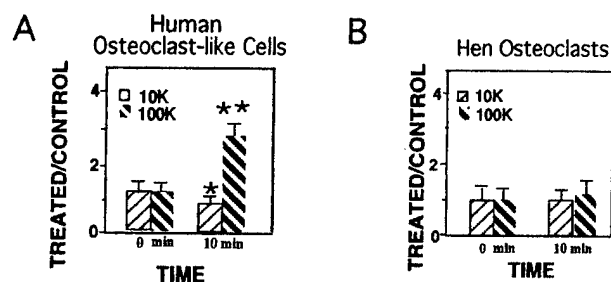 A
Human
Osteoclast-like Cells
TREATED/CONTROL
4
2
0
10K
100K
*
**
0 min
10 min
TIME
B
Hen Osteoclasts
TREATED/CONTROL
4
2
0
10K
100K
0 min
10 min
TIME